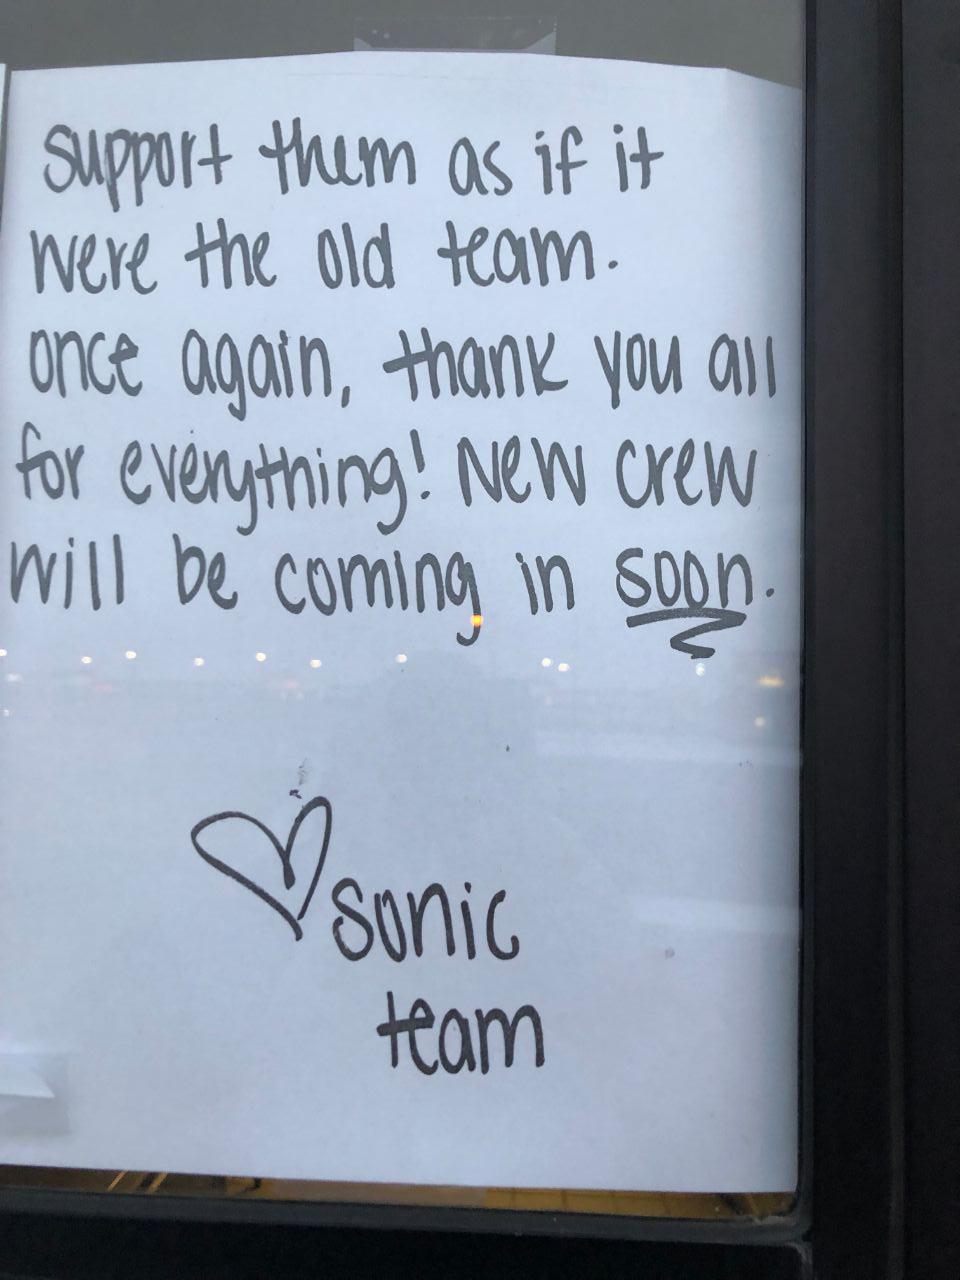 support them as if it
were the old team.
once again, thank you all
for everything! New crew
will be coming in soon.
sonic
team